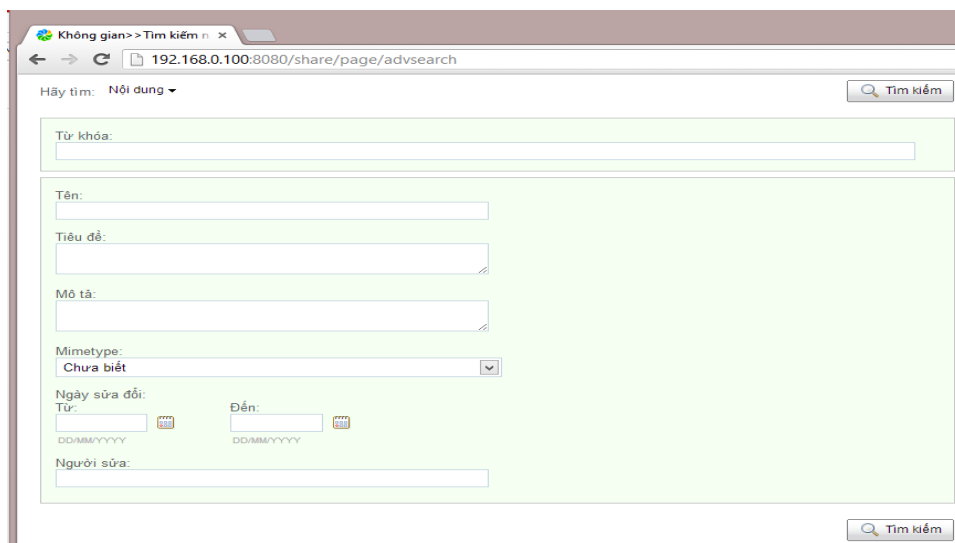 Không gian>>Tìm kiếm n
192.168.0.100:8080/share/page/advsearch
Hãy tìm: Nội dung
Tìm kiếm
Từ khóa:
Tên:
Tiêu đề:
Mô tả:
Mimetype:
Chưa biết
Ngày sửa đổi:
Từ: Đến:
DD/MM/YYYY DD/MM/YYYY
Người sửa:
Tìm kiếm